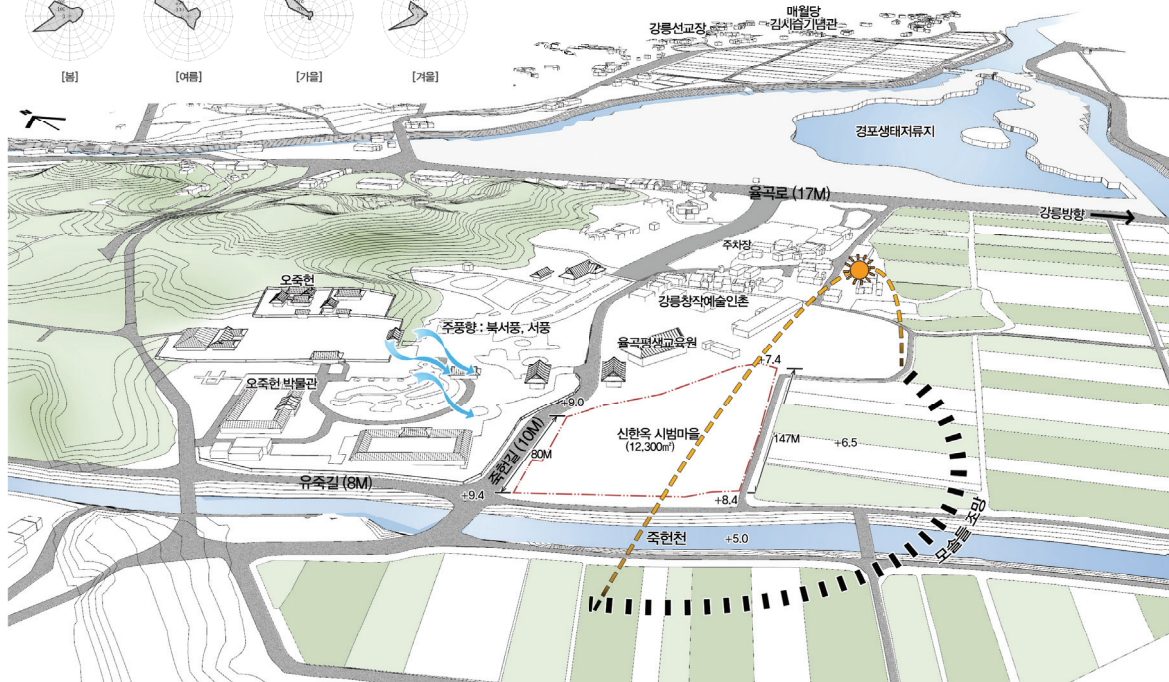 [봄]
[여름]
[가을]
[겨울]
강릉선교장
매월당
김시습기념관
경포생태저류지
율곡로 (17M)
강릉방향
주차장
오죽헌
강릉창작예술인촌
주풍향 : 북서풍, 서풍
율곡평생교육원
+7.4
오죽헌 박물관
+9.0
죽헌길 (10M)
80M
신한옥 시범마을
(12,300㎡)
147M
+6.5
유죽길 (8M)
+9.4
+8.4
죽헌천
+5.0
모솔뜰 조망